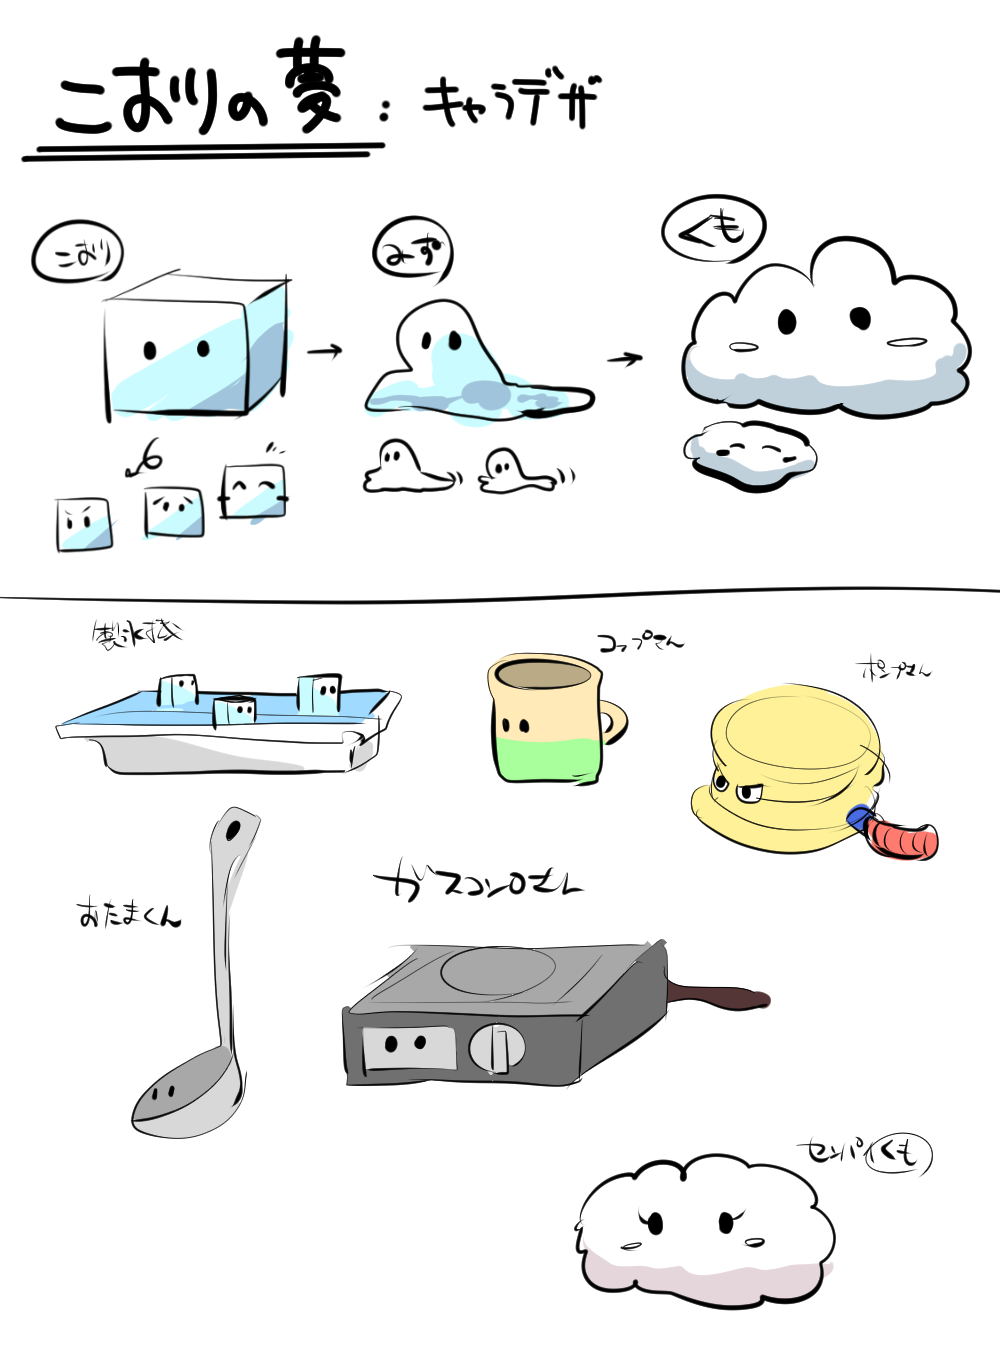 こおりの夢：キャラデザ
こおり
みず
くも
製氷さん
コップさん
ポンプさん
おたまくん
ガスコンロさん
センパイくも